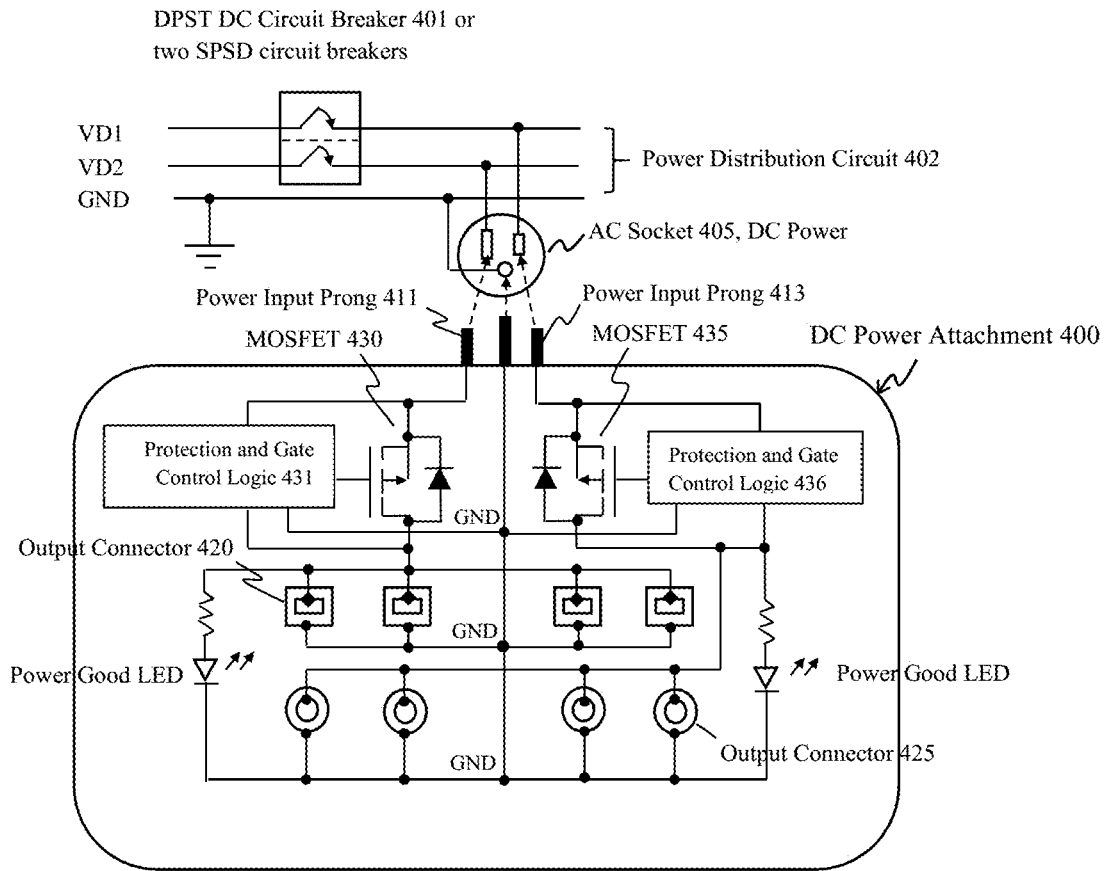 DPST DC Circuit Breaker 401 or
two SPSD circuit breakers
VD1
VD2
GND
Power Distribution Circuit 402
AC Socket 405, DC Power
Power Input Prong 411
Power Input Prong 413
MOSFET 430
MOSFET 435
DC Power Attachment 400
Protection and Gate
Control Logic 431
Protection and Gate
Control Logic 436
GND
Output Connector 420
GND
Power Good LED
Power Good LED
Output Connector 425
GND